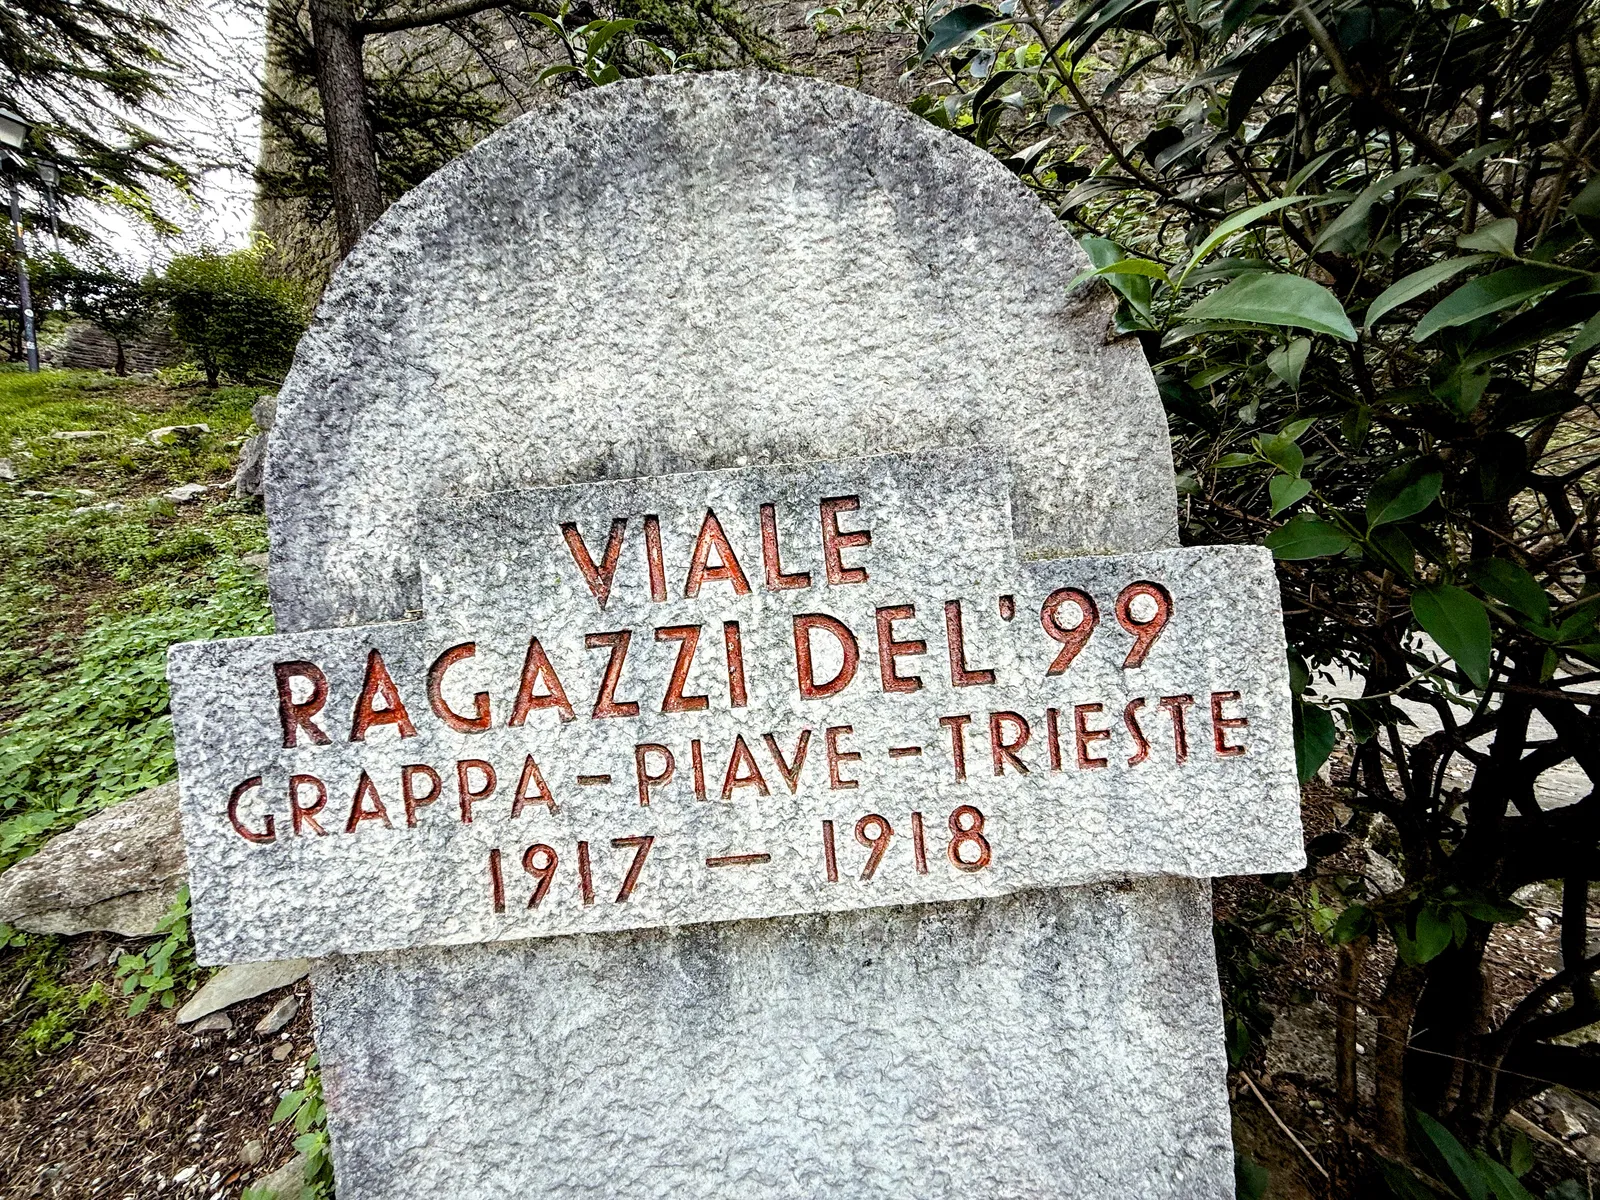 VIALE
RAGAZZI DEL'99
GRAPPA-PIAVE-TRIESTE
1917 — 1918